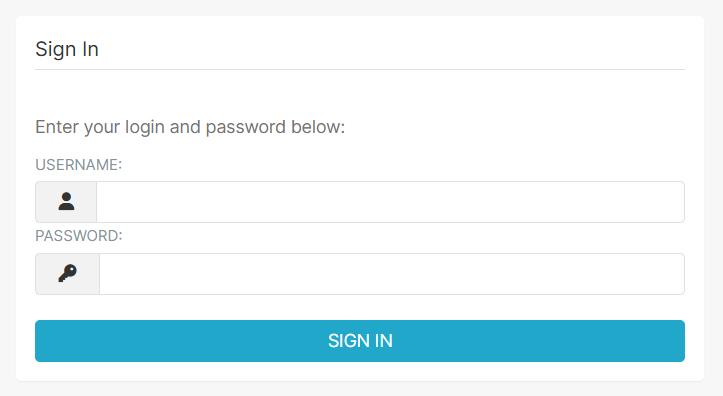 Sign In
Enter your login and password below:
USERNAME:
PASSWORD:
SIGN IN